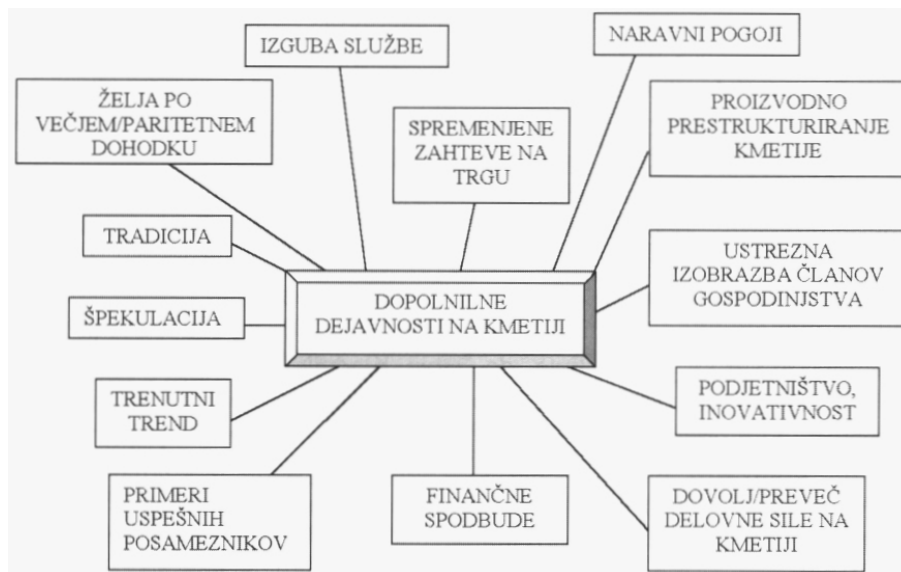 IZGUBA SLUŽBE
NARAVNI POGOJI
ŽELJA PO
VEČJEM/PARITETNEM
DOHODKU
SPREMENJENE
ZAHTEVE NA
TRGU
PROIZVODNO
PRESTRUKTURIRANJE
KMETIJE
TRADICIJA
USTREZNA
IZOBRAZBA ČLANOV
GOSPODINJSTVA
DOPOLNILNE
DEJAVNOSTI NA KMETIJI
ŠPEKULACIJA
TRENUTNI
TREND
PODJETNIŠTVO,
INOVATIVNOST
PRIMERI
USPEŠNIH
POSAMEZNIKOV
FINANČNE
SPODBUDE
DOVOLJ/PREVEČ
DELOVNE SILE NA
KMETIJI